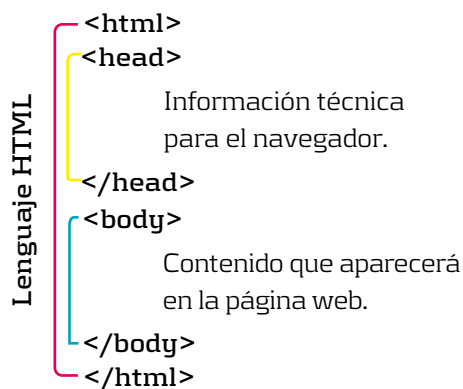 Lenguaje HTML
<html>
<head>
Información técnica
para el navegador.
</head>
<body>
Contenido que aparecerá
en la página web.
</body>
</html>